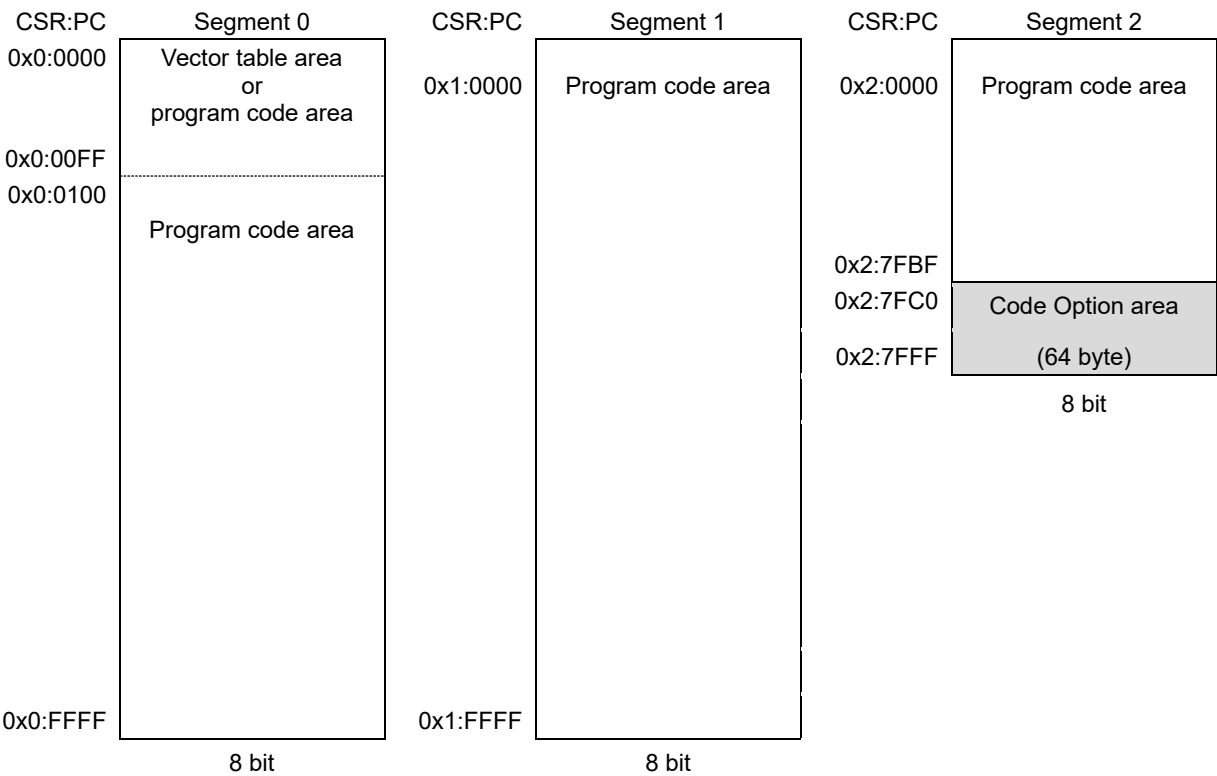 CSR:PC Segment 0 CSR:PC Segment 1 CSR:PC Segment 2
0x0:0000 Vector table area
or
program code area
0x1:0000 Program code area 0x2:0000 Program code area
0x0:00FF
0x0:0100
Program code area
0x2:7FBF
0x2:7FC0 Code Option area
0x2:7FFF (64 byte)
8 bit
0x0:FFFF 0x1:FFFF
8 bit 8 bit